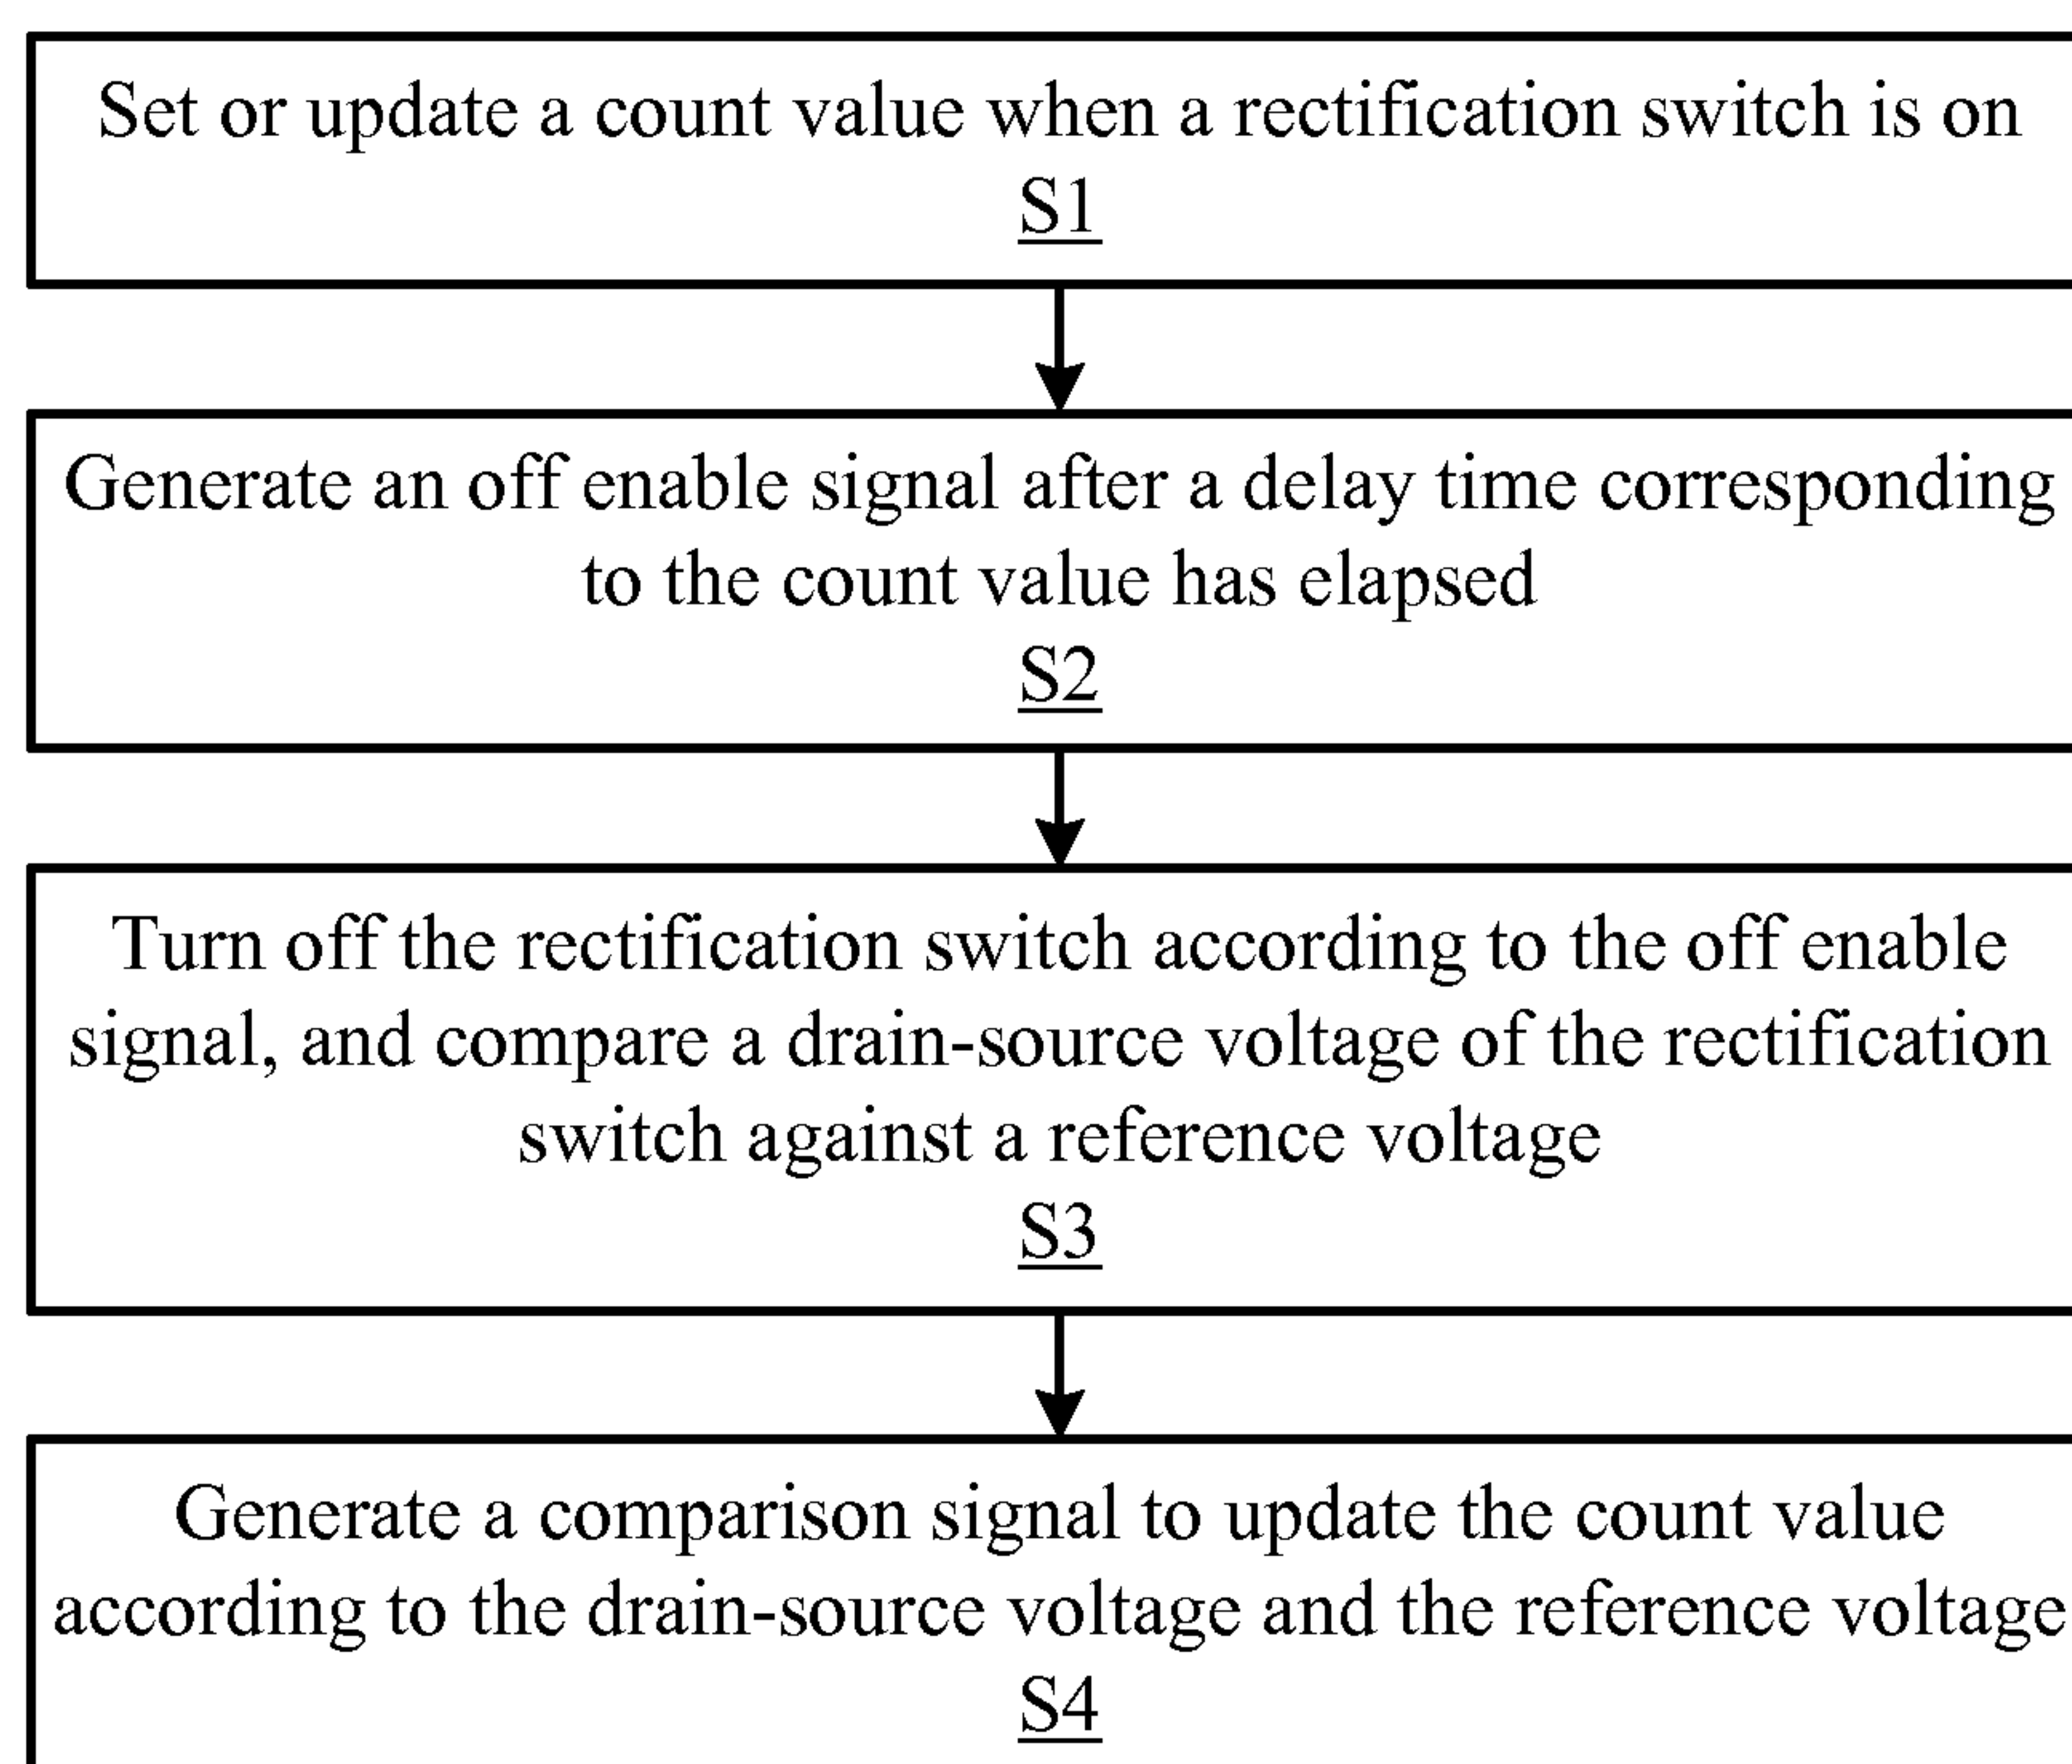 Set or update a count value when a rectification switch is on
S1
Generate an off enable signal after a delay time corresponding
to the count value has elapsed
S2
Turn off the rectification switch according to the off enable
signal, and compare a drain-source voltage of the rectification
switch against a reference voltage
S3
Generate a comparison signal to update the count value
according to the drain-source voltage and the reference voltage
S4